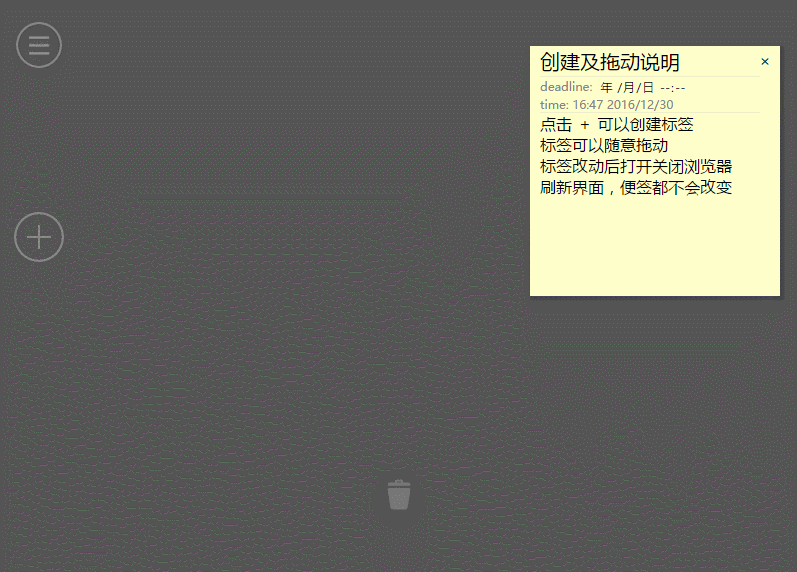 创建及拖动说明 ×
deadline: 年 /月/日 --:--
time: 16:47 2016/12/30
点击 + 可以创建标签
标签可以随意拖动
标签改动后打开关闭浏览器
刷新界面，便签都不会改变